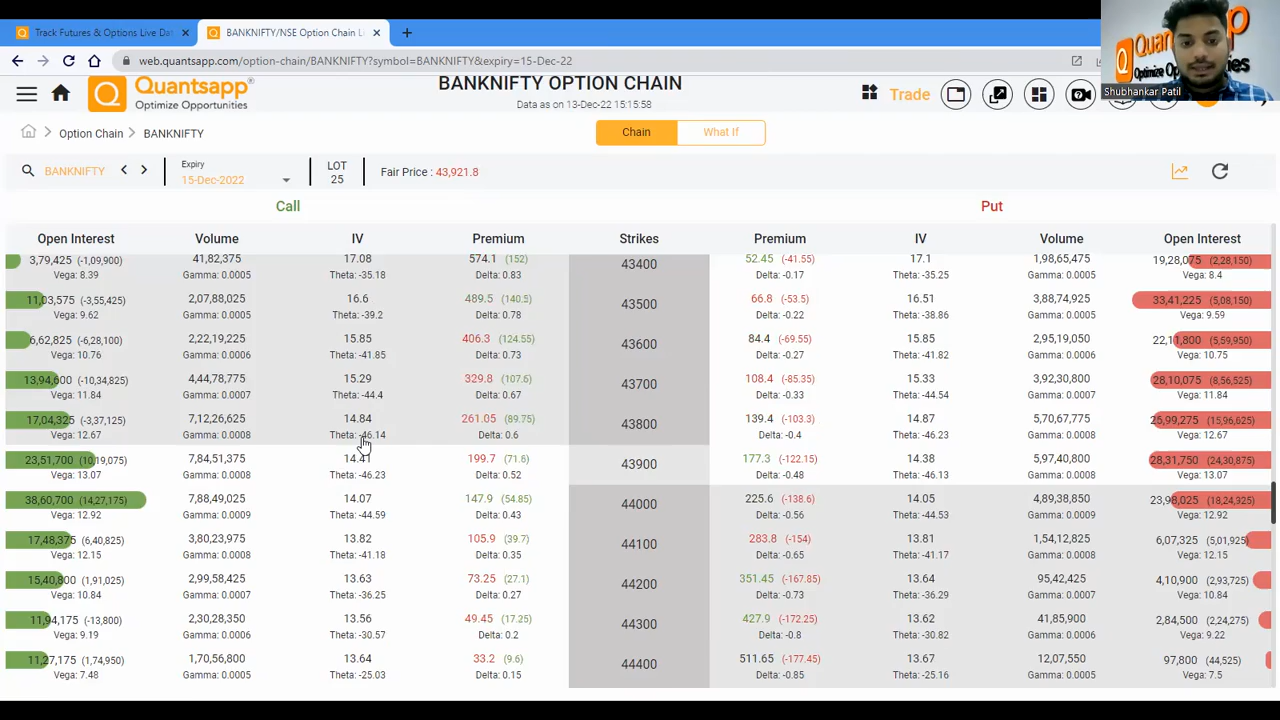 Track Futures & Options Live Dat
BANKNIFTY/NSE Option Chain L
web.quantsapp.com/option-chain/BANKNIFTY?symbol=BANKNIFTY&expiry=15-Dec-22
Quantsapp®
Optimize Opportunities
BANKNIFTY OPTION CHAIN
Data as on 13-Dec-22 15:15:58
Trade
Shubhankar Patil
Option Chain
BANKNIFTY
Chain What If
BANKNIFTY
Expiry
15-Dec-2022
LOT
25
Fair Price : 43,921.8
Call Put
Open Interest Volume IV Premium Strikes Premium IV Volume Open Interest
3,79,425 (-1,09,900) 41,82,375 17.08 574.1 (152) 43400 52.45 (-41.55) 17.1 1,98,65,475 19,28,075 (2,28,150)
Vega: 8.39 Gamma: 0.0005 Theta: -35.18 Delta: 0.83 Delta: -0.17 Theta: -35.25 Gamma: 0.0005 Vega: 8.4
11,03,575 (-3,55,425) 2,07,88,025 16.6 489.5 (140.5) 43500 66.8 (-53.5) 16.51 3,88,74,925 33,41,225 (5,08,150)
Vega: 9.62 Gamma: 0.0005 Theta: -39.2 Delta: 0.78 Delta: -0.22 Theta: -38.86 Gamma: 0.0005 Vega: 9.59
6,62,825 (-6,28,100) 2,22,19,225 15.85 406.3 (124.55) 43600 84.4 (-69.55) 15.85 2,95,19,050 22,11,800 (5,59,950)
Vega: 10.76 Gamma: 0.0006 Theta: -41.85 Delta: 0.73 Delta: -0.27 Theta: -41.82 Gamma: 0.0006 Vega: 10.75
13,94,600 (-10,34,825) 4,44,78,775 15.29 329.8 (107.6) 43700 108.4 (-85.35) 15.33 3,92,30,800 28,10,075 (8,56,525)
Vega: 11.84 Gamma: 0.0007 Theta: -44.4 Delta: 0.67 Delta: -0.33 Theta: -44.54 Gamma: 0.0007 Vega: 11.84
17,04,325 (-3,37,125) 7,12,26,625 14.84 261.05 (89.75) 43800 139.4 (-103.3) 14.87 5,70,67,775 25,99,275 (15,96,625)
Vega: 12.67 Gamma: 0.0008 Theta: -46.14 Delta: 0.6 Delta: -0.4 Theta: -46.23 Gamma: 0.0008 Vega: 12.67
23,51,700 (10,19,075) 7,84,51,375 14.41 199.7 (71.6) 43900 177.3 (-122.15) 14.38 5,97,40,800 28,31,750 (24,30,875)
Vega: 13.07 Gamma: 0.0008 Theta: -46.23 Delta: 0.52 Delta: -0.48 Theta: -46.13 Gamma: 0.0008 Vega: 13.07
38,60,700 (14,27,175) 7,88,49,025 14.07 147.9 (54.85) 44000 225.6 (-138.6) 14.05 4,89,38,850 23,98,025 (18,24,925)
Vega: 12.92 Gamma: 0.0009 Theta: -44.59 Delta: 0.43 Delta: -0.56 Theta: -44.53 Gamma: 0.0009 Vega: 12.92
17,48,375 (6,40,825) 3,80,23,975 13.82 105.9 (39.7) 44100 283.8 (-154) 13.81 1,54,12,825 6,07,325 (5,01,925)
Vega: 12.15 Gamma: 0.0008 Theta: -41.18 Delta: 0.35 Delta: -0.65 Theta: -41.17 Gamma: 0.0008 Vega: 12.15
15,40,800 (1,91,025) 2,99,58,425 13.63 73.25 (27.1) 44200 351.45 (-167.85) 13.64 95,42,425 4,10,900 (2,93,725)
Vega: 10.84 Gamma: 0.0007 Theta: -36.25 Delta: 0.27 Delta: -0.73 Theta: -36.29 Gamma: 0.0007 Vega: 10.84
11,94,175 (-13,800) 2,30,28,350 13.56 49.45 (17.25) 44300 427.9 (-172.25) 13.62 41,85,900 2,84,500 (2,24,275)
Vega: 9.19 Gamma: 0.0006 Theta: -30.57 Delta: 0.2 Delta: -0.8 Theta: -30.82 Gamma: 0.0006 Vega: 9.22
11,27,175 (1,74,950) 1,70,56,800 13.64 33.2 (9.6) 44400 511.65 (-177.45) 13.67 12,07,550 97,800 (44,525)
Vega: 7.48 Gamma: 0.0005 Theta: -25.03 Delta: 0.15 Delta: -0.85 Theta: -25.16 Gamma: 0.0005 Vega: 7.5